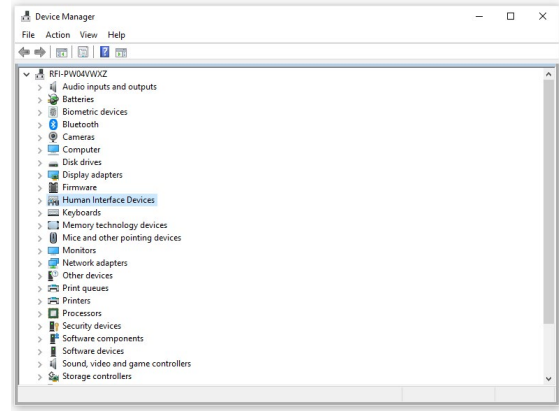 Device Manager
File Action View Help
RFI-PW04VWXZ
Audio inputs and outputs
Batteries
Biometric devices
Bluetooth
Cameras
Computer
Disk drives
Display adapters
Firmware
Human Interface Devices
Keyboards
Memory technology devices
Mice and other pointing devices
Monitors
Network adapters
Other devices
Print queues
Printers
Processors
Security devices
Software components
Software devices
Sound, video and game controllers
Storage controllers